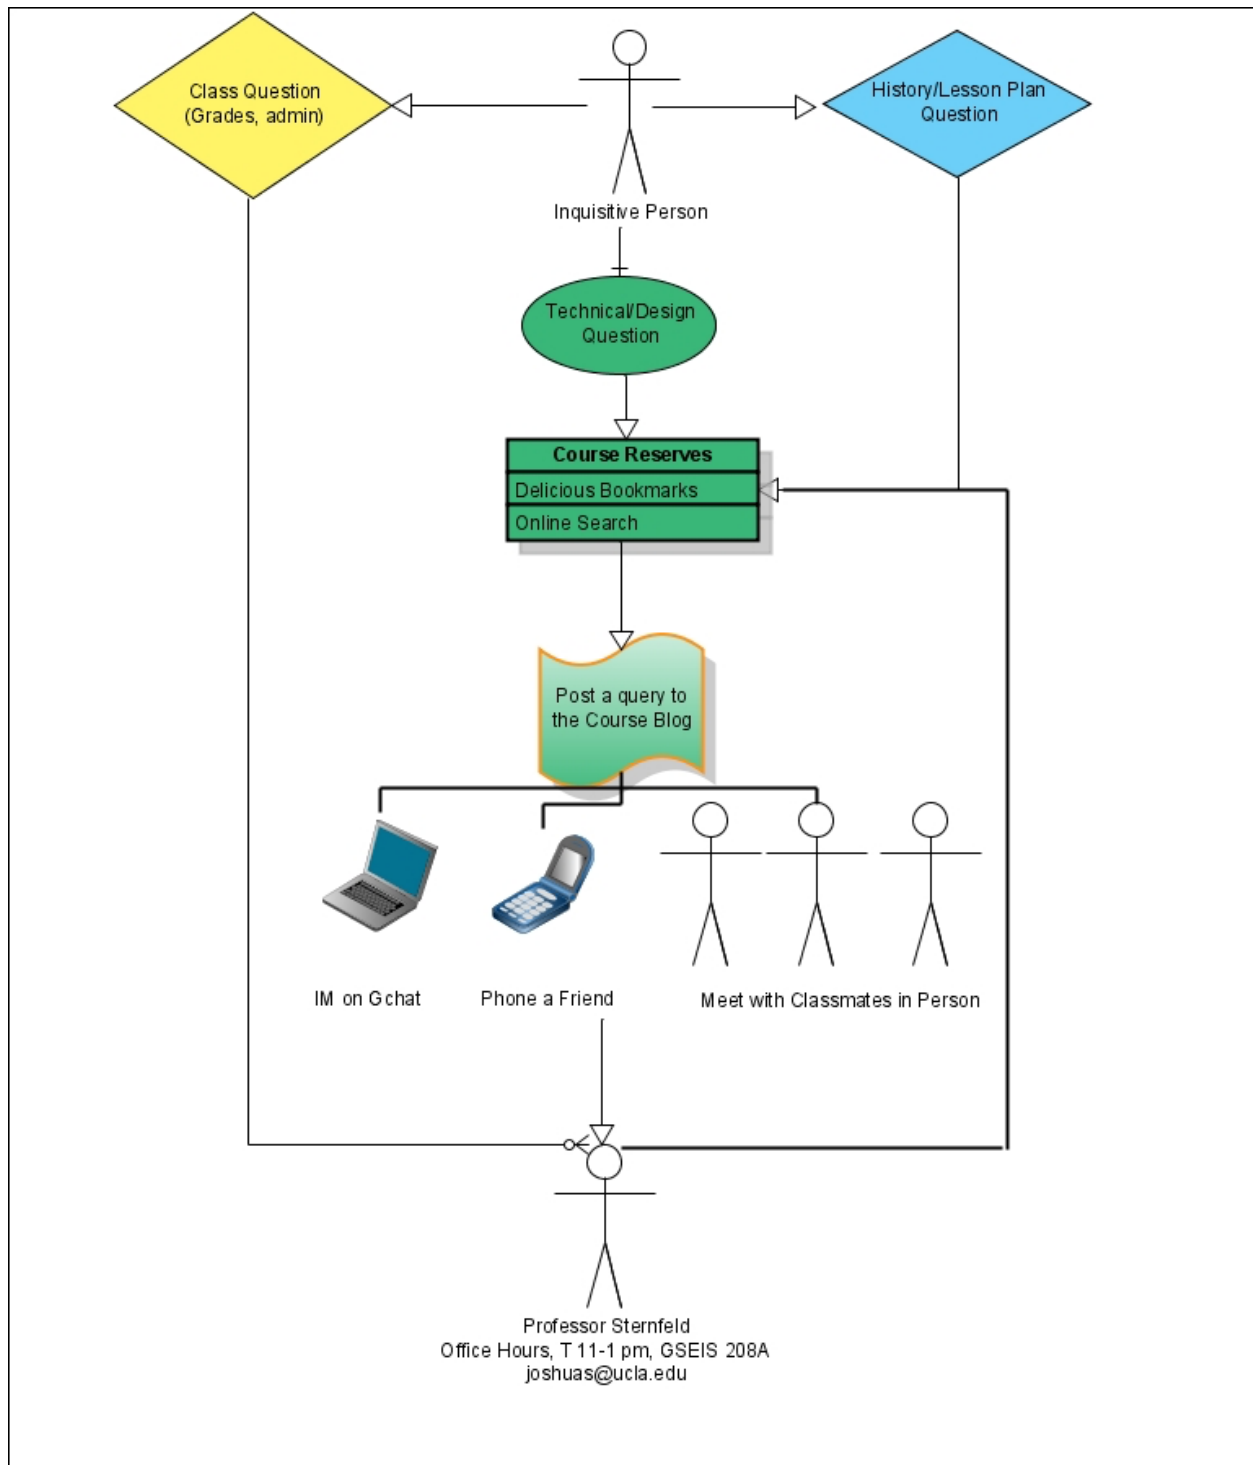 Class Question
(Grades, admin)
History/Lesson Plan
Question
Inquisitive Person
Technical/Design
Question
Course Reserves
Delicious Bookmarks
Online Search
Post a query to
the Course Blog
IM on Gchat
Phone a Friend
Meet with Classmates in Person
Professor Sternfeld
Office Hours, T 11-1 pm, GSEIS 208A
joshuas@ucla.edu